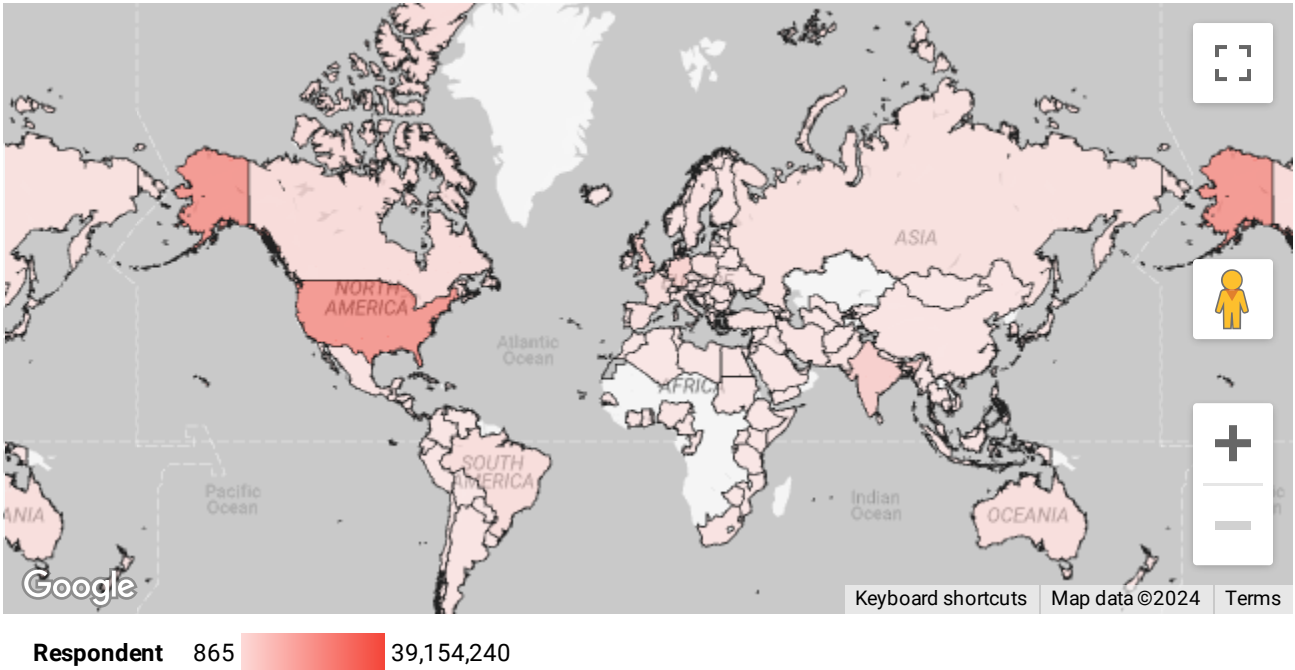 ASIA
NORTH
AMERICA
Atlantic
Ocean
AFRICA
SOUTH
AMERICA
Pacific
Ocean
Indian
Ocean
ANIA
OCEANIA
Google
Keyboard shortcuts
Map data ©2024
Terms
Respondent
865
39,154,240